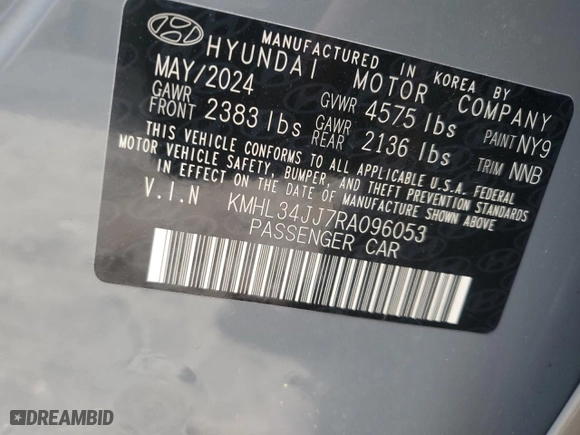 MANUFACTURED IN KOREA BY
HYUNDAI MOTOR COMPANY
MAY/2024 GVWR 4575 lbs PAINT NY9
GAWR FRONT 2383 lbs GAWR REAR 2136 lbs TRIM NNB
THIS VEHICLE CONFORMS TO ALL APPLICABLE U.S.A. FEDERAL
MOTOR VEHICLE SAFETY, BUMPER, AND THEFT PREVENTION STANDARDS
IN EFFECT ON THE DATE OF MANUFACTURE SHOWN ABOVE.
V.I.N KMHL34JJ7RA096053
PASSENGER CAR
DREAMBID